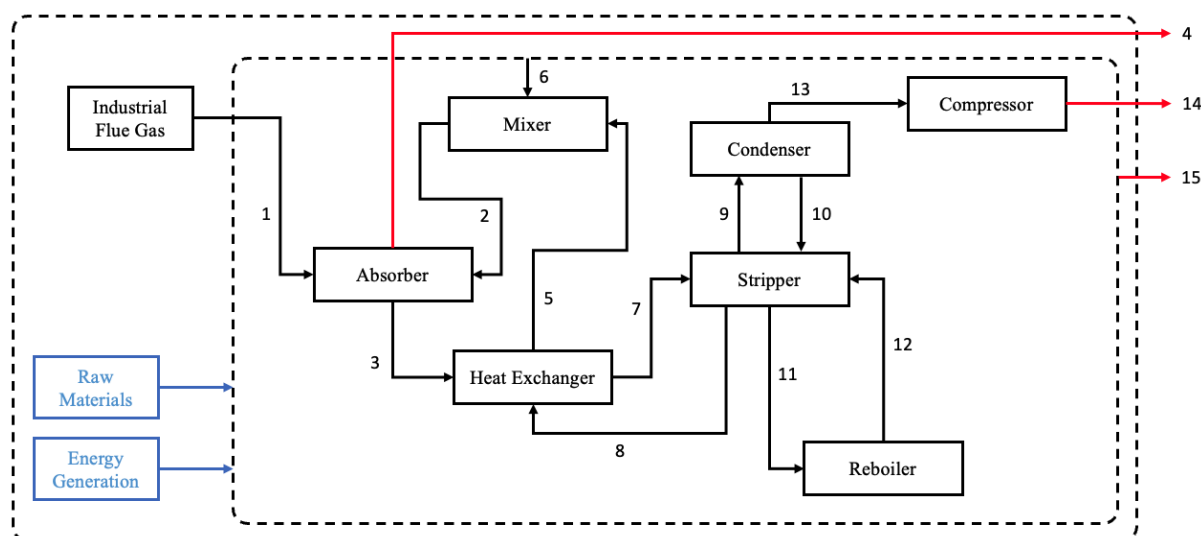 4
6
Industrial
Flue Gas
Mixer
13
Compressor
14
Condenser
15
1
2
9
10
Absorber
Stripper
5
7
3
Heat Exchanger
11
12
Raw
Materials
8
Energy
Generation
Reboiler